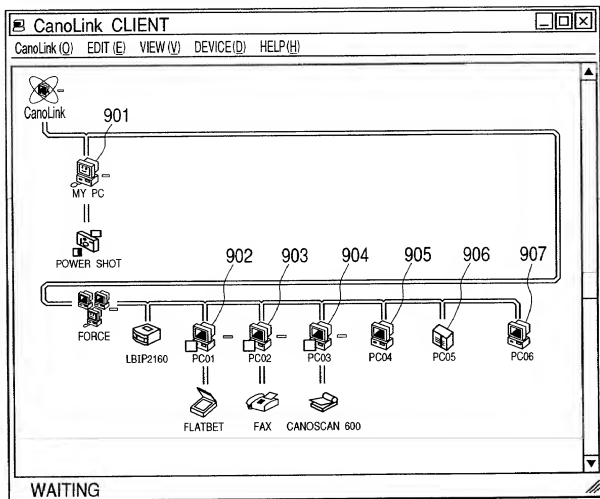 CanoLink CLIENT
CanoLink (O) EDIT (E) VIEW (V) DEVICE(D) HELP(H)
CanoLink
901
MY PC
POWER SHOT
902 903 904 905 906 907
FORCE LBIP2160 PC01 PC02 PC03 PC04 PC05 PC06
FLATBET FAX CANOSCAN 600
WAITING